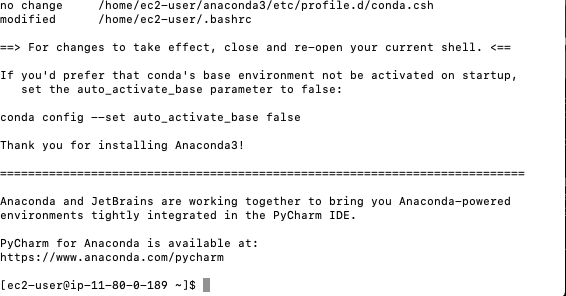 no change     /home/ec2-user/anaconda3/etc/profile.d/conda.csh
modified      /home/ec2-user/.bashrc
==> For changes to take effect, close and re-open your current shell. <==
If you'd prefer that conda's base environment not be activated on startup,
   set the auto_activate_base parameter to false:
conda config --set auto_activate_base false
Thank you for installing Anaconda3!
===========================================================================
Anaconda and JetBrains are working together to bring you Anaconda-powered
environments tightly integrated in the PyCharm IDE.
PyCharm for Anaconda is available at:
https://www.anaconda.com/pycharm
[ec2-user@ip-11-80-0-189 ~]$